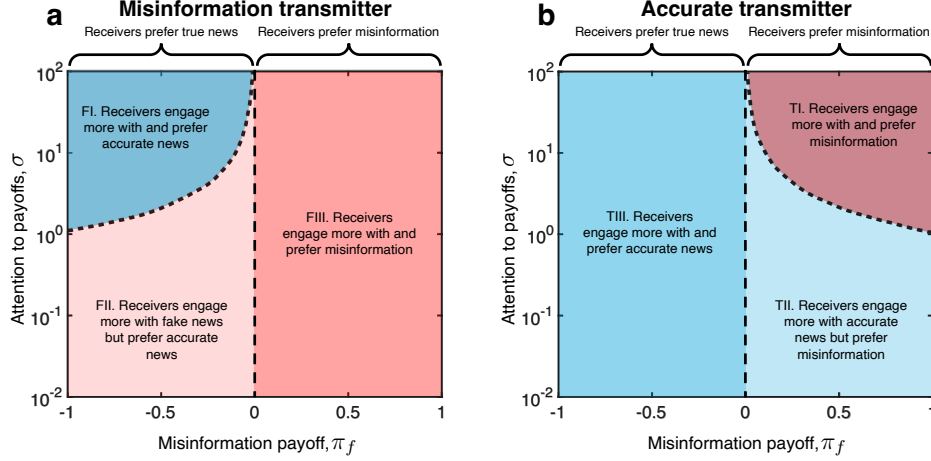 a
Misinformation transmitter
Receivers prefer true news
Receivers prefer misinformation
10^2
10^1
10^0
10^-1
10^-2
Attention to payoffs, σ
FI. Receivers engage
more with and prefer
accurate news
FIII. Receivers
engage more with and
prefer misinformation
FII. Receivers engage
more with fake news
but prefer accurate
news
-1
-0.5
0
0.5
1
Misinformation payoff, π_f
b
Accurate transmitter
Receivers prefer true news
Receivers prefer misinformation
10^2
10^1
10^0
10^-1
10^-2
Attention to payoffs, σ
TI. Receivers engage
more with and prefer
misinformation
TIII. Receivers
engage more with and
prefer accurate news
TII. Receivers engage
more with accurate
news but prefer
misinformation
-1
-0.5
0
0.5
1
Misinformation payoff, π_f